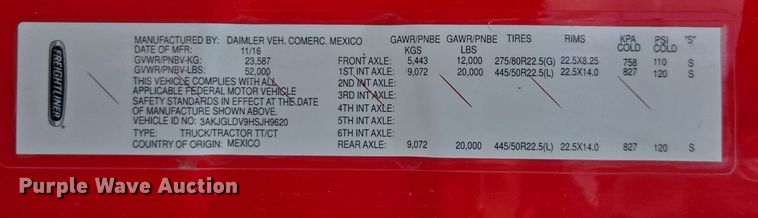 FREIGHTLINER
MANUFACTURED BY: DAIMLER VEH. COMERC. MEXICO
DATE OF MFR: 11/16
GVWR/PNBV-KG: 23,587
GVWR/PNBV-LBS: 52,000
THIS VEHICLE COMPLIES WITH ALL
APPLICABLE FEDERAL MOTOR VEHICLE
SAFETY STANDARDS IN EFFECT AT THE DATE
OF MANUFACTURE SHOWN ABOVE.
VEHICLE ID NO: 3AKJGLDV9HSJH9620
TYPE: TRUCK/TRACTOR TT/CT
COUNTRY OF ORIGIN: MEXICO
GAWR/PNBE GAWR/PNBE TIRES RIMS KPA PSI "S"
KGS LBS COLD COLD
FRONT AXLE: 5,443 12,000 275/80R22.5(G) 22.5X8.25 758 110 S
1ST INT AXLE: 9,072 20,000 445/50R22.5(L) 22.5X14.0 827 120 S
2ND INT AXLE:
3RD INT AXLE:
4TH INT AXLE:
5TH INT AXLE:
6TH INT AXLE:
REAR AXLE: 9,072 20,000 445/50R22.5(L) 22.5X14.0 827 120 S
Purple Wave Auction